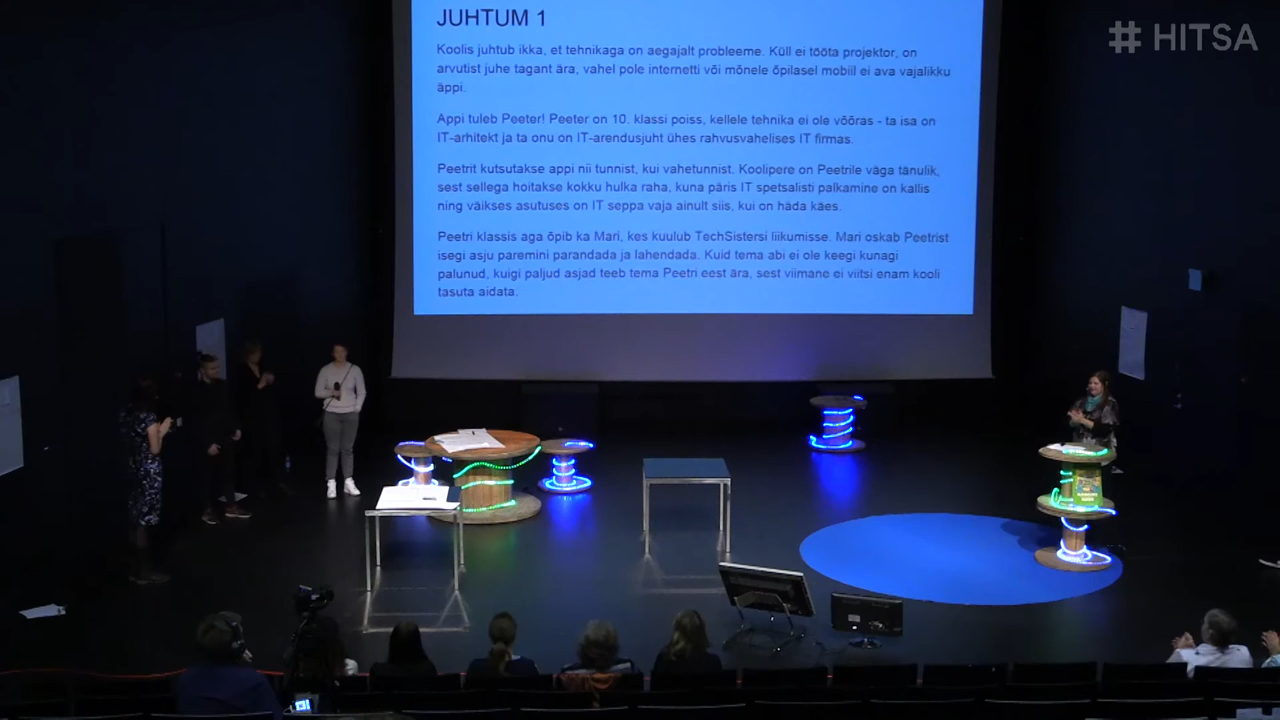 JUHTUM 1
# HITSA
Koolis juhtub ikka, et tehnikaga on aegajalt probleeme. Küll ei tööta projektor, on
arvutist juhe tagant ära, vahel pole internetti või mõnele õpilasel mobiil ei ava vajalikku
äppi.
Appi tuleb Peeter! Peeter on 10. klassi poiss, kellele tehnika ei ole võõras - ta isa on
IT-arhitekt ja ta onu on IT-arendusjuht ühes rahvusvahelises IT firmas.
Peetrit kutsutakse appi nii tunnist, kui vahetunnist. Koolipere on Peetrile väga tänulik,
sest sellega hoitakse kokku hulka raha, kuna päris IT spetsalisti palkamine on kallis
ning väikses asutuses on IT seppa vaja ainult siis, kui on häda käes.
Peetri klassis aga õpib ka Mari, kes kuulub TechSistersi liikumisse. Mari oskab Peetrist
isegi asju paremini parandada ja lahendada. Kuid tema abi ei ole keegi kunagi
palunud, kuigi paljud asjad teeb tema Peetri eest ära, sest viimane ei viitsi enam kooli
tasuta aidata.